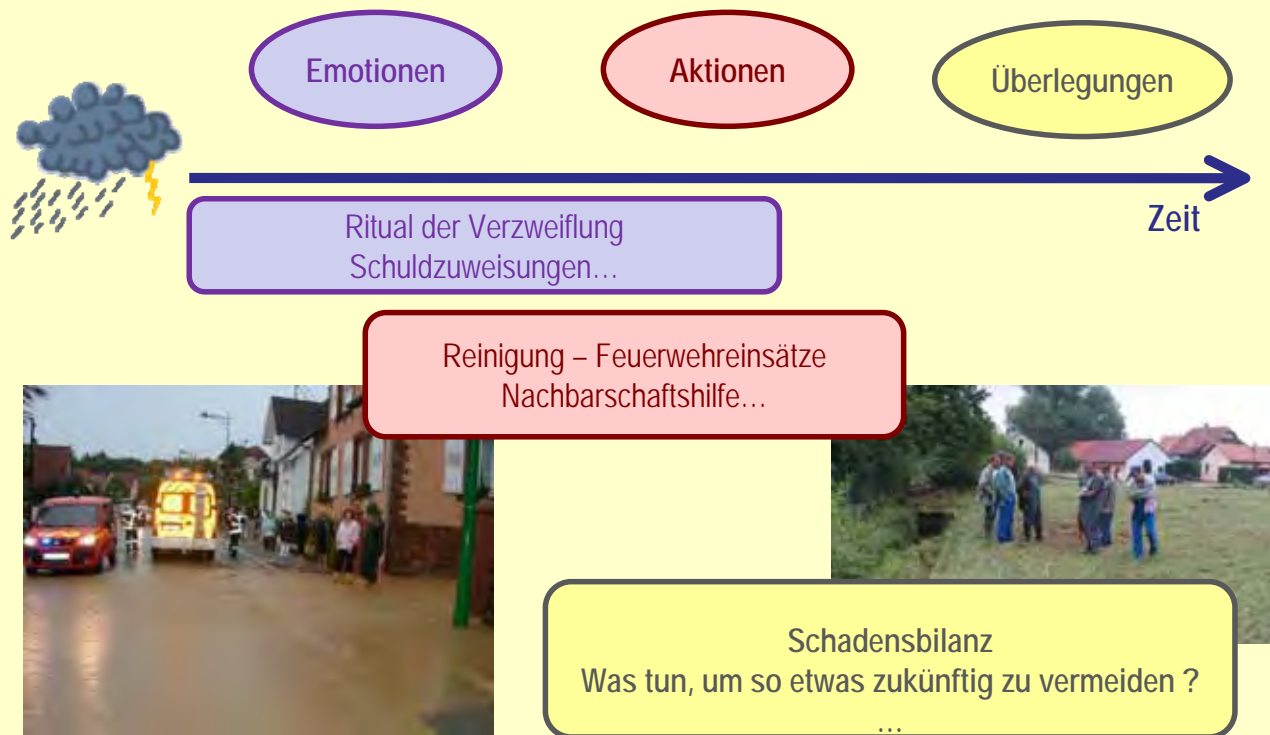 Emotionen
Aktionen
Überlegungen
Zeit
Ritual der Verzweiflung
Schuldzuweisungen…
Reinigung – Feuerwehreinsätze
Nachbarschaftshilfe…
Schadensbilanz
Was tun, um so etwas zukünftig zu vermeiden ?
…